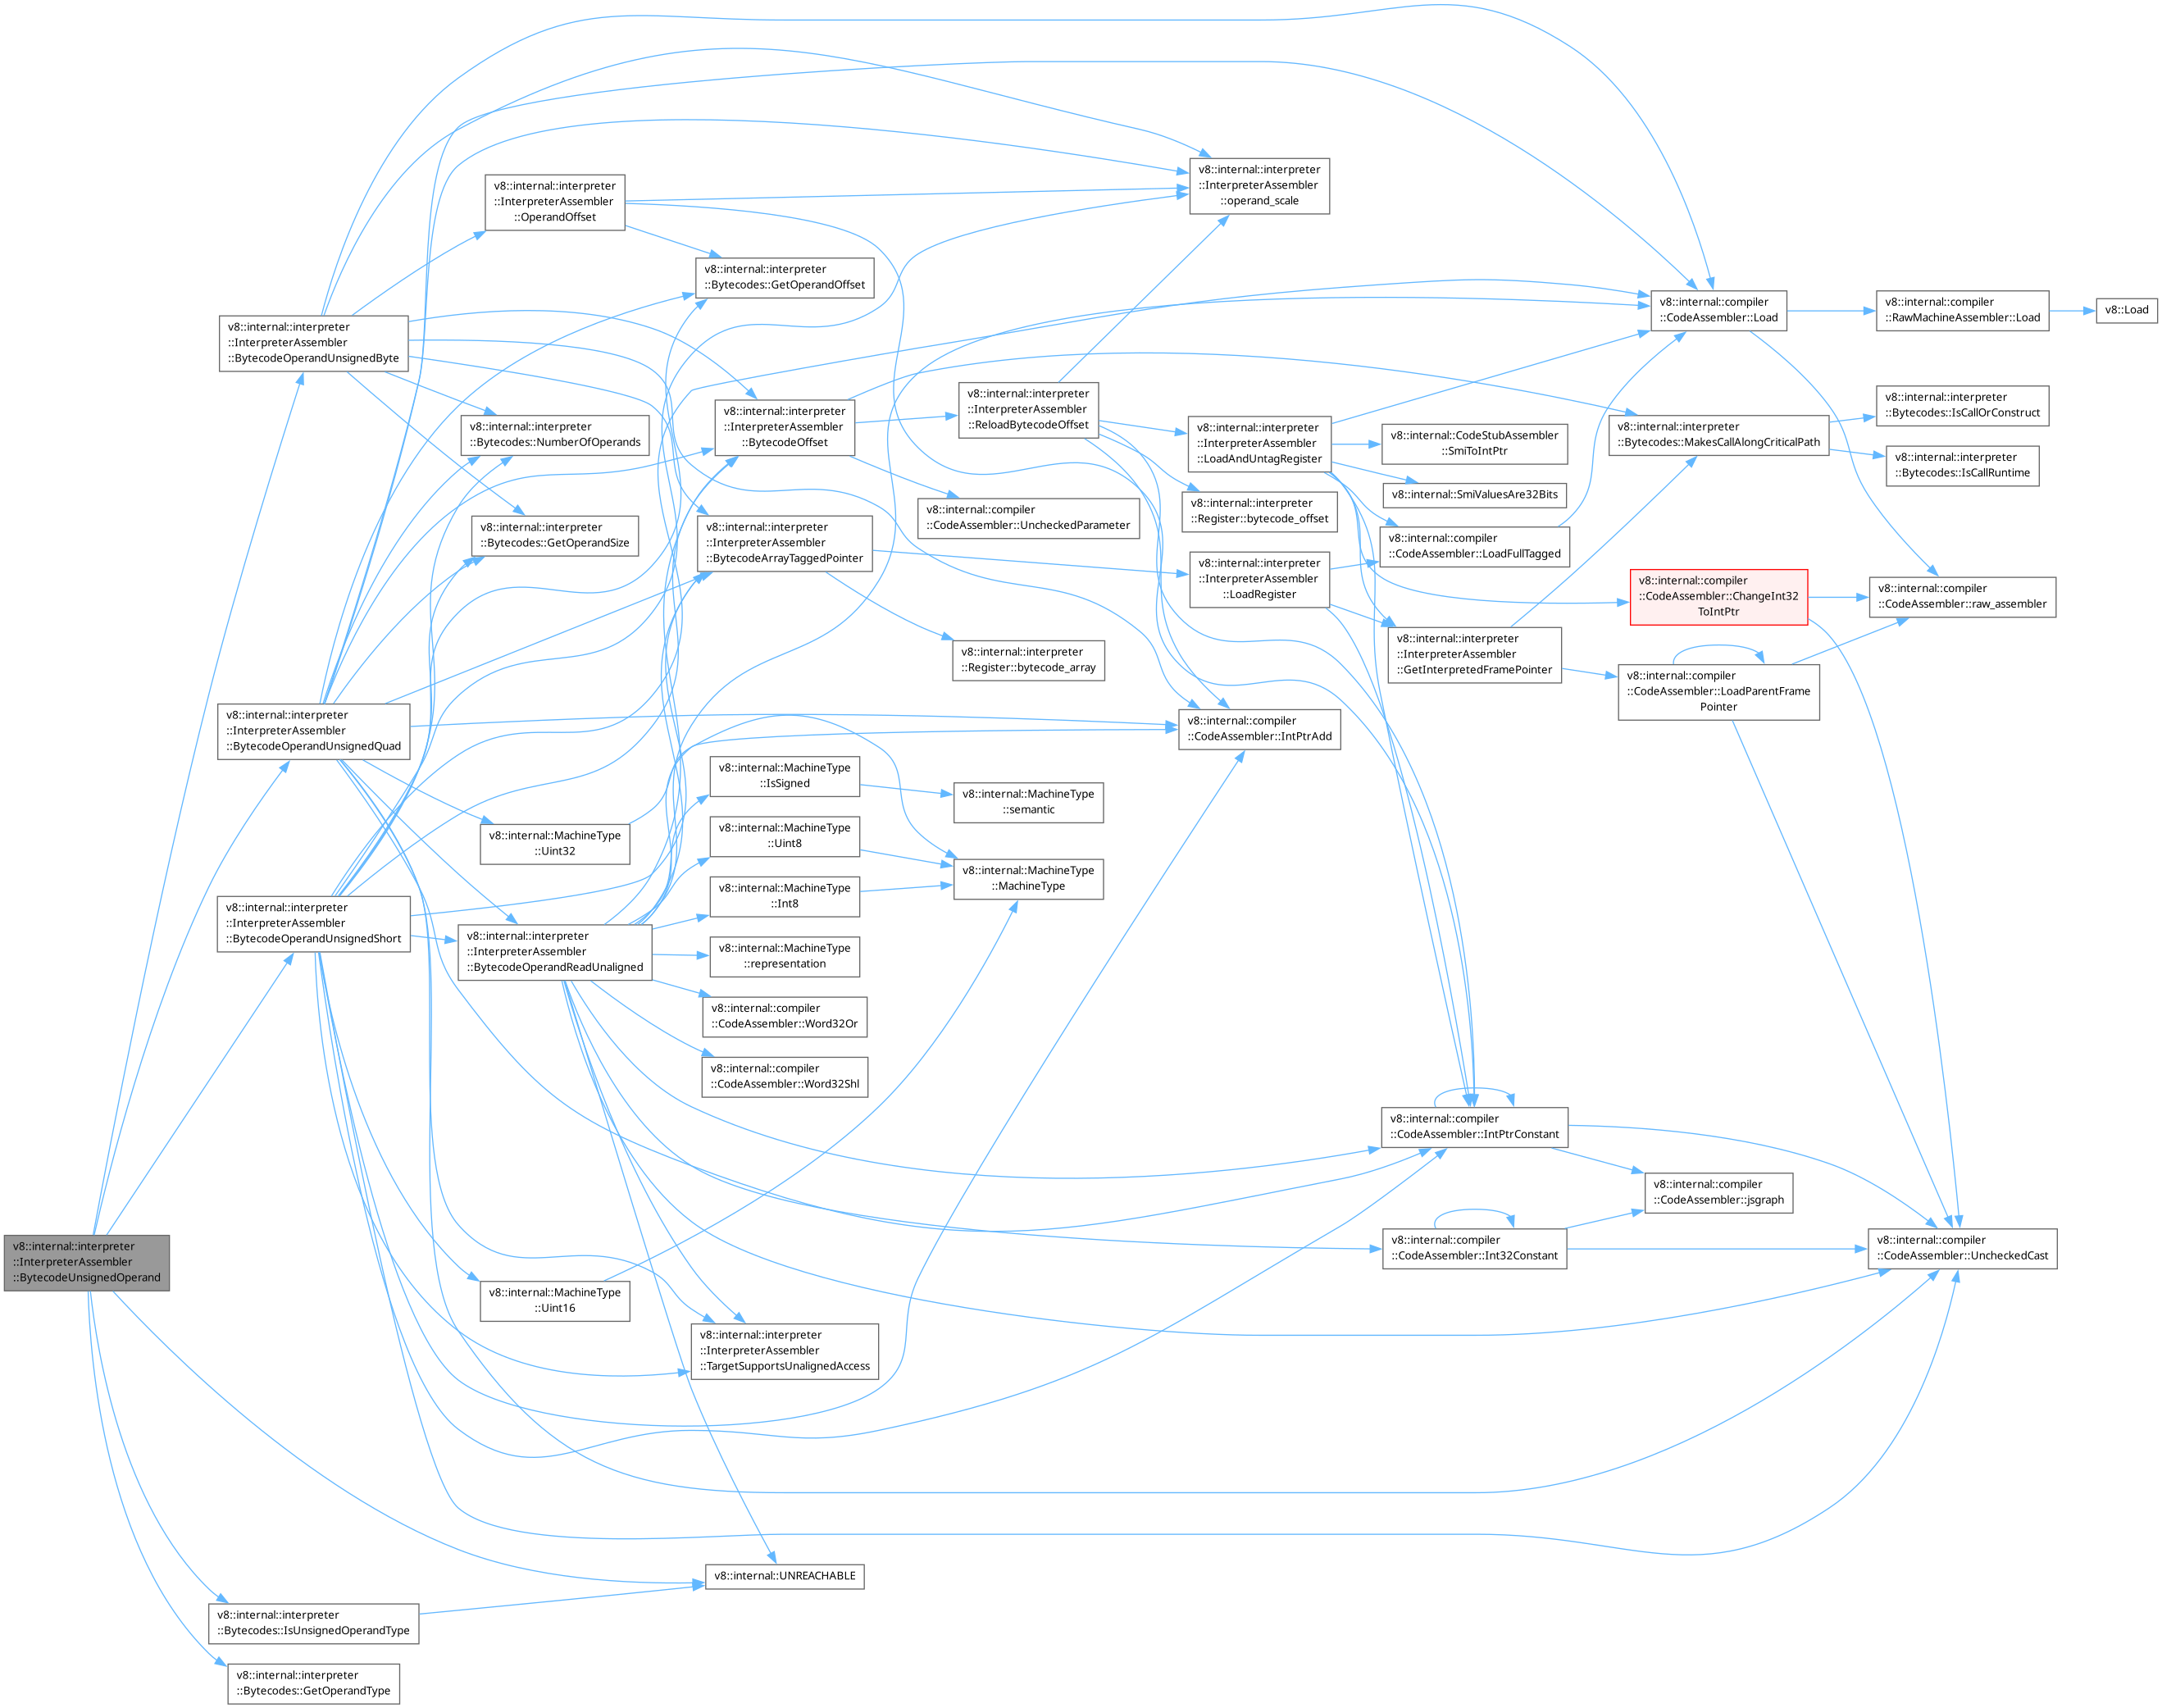 v8::internal::interpreter
::InterpreterAssembler
::BytecodeUnsignedOperand
v8::internal::interpreter
::InterpreterAssembler
::BytecodeOperandUnsignedByte
v8::internal::interpreter
::InterpreterAssembler
::BytecodeOperandUnsignedQuad
v8::internal::interpreter
::InterpreterAssembler
::BytecodeOperandUnsignedShort
v8::internal::interpreter
::Bytecodes::IsUnsignedOperandType
v8::internal::interpreter
::Bytecodes::GetOperandType
v8::internal::interpreter
::InterpreterAssembler
::OperandOffset
v8::internal::interpreter
::Bytecodes::NumberOfOperands
v8::internal::interpreter
::Bytecodes::GetOperandSize
v8::internal::MachineType
::Uint32
v8::internal::interpreter
::InterpreterAssembler
::BytecodeOperandReadUnaligned
v8::internal::MachineType
::Uint16
v8::internal::interpreter
::Bytecodes::GetOperandOffset
v8::internal::interpreter
::InterpreterAssembler
::BytecodeOffset
v8::internal::interpreter
::InterpreterAssembler
::BytecodeArrayTaggedPointer
v8::internal::MachineType
::IsSigned
v8::internal::MachineType
::Uint8
v8::internal::MachineType
::Int8
v8::internal::MachineType
::representation
v8::internal::compiler
::CodeAssembler::Word32Or
v8::internal::compiler
::CodeAssembler::Word32Shl
v8::internal::interpreter
::InterpreterAssembler
::TargetSupportsUnalignedAccess
v8::internal::UNREACHABLE
v8::internal::interpreter
::InterpreterAssembler
::ReloadBytecodeOffset
v8::internal::compiler
::CodeAssembler::UncheckedParameter
v8::internal::interpreter
::Register::bytecode_array
v8::internal::MachineType
::semantic
v8::internal::MachineType
::MachineType
v8::internal::interpreter
::InterpreterAssembler
::operand_scale
v8::internal::interpreter
::InterpreterAssembler
::LoadAndUntagRegister
v8::internal::interpreter
::Register::bytecode_offset
v8::internal::interpreter
::InterpreterAssembler
::LoadRegister
v8::internal::compiler
::CodeAssembler::IntPtrAdd
v8::internal::CodeStubAssembler
::SmiToIntPtr
v8::internal::SmiValuesAre32Bits
v8::internal::compiler
::CodeAssembler::LoadFullTagged
v8::internal::interpreter
::InterpreterAssembler
::GetInterpretedFramePointer
v8::internal::compiler
::CodeAssembler::IntPtrConstant
v8::internal::compiler
::CodeAssembler::Int32Constant
v8::internal::compiler
::CodeAssembler::Load
v8::internal::interpreter
::Bytecodes::MakesCallAlongCriticalPath
v8::internal::compiler
::CodeAssembler::ChangeInt32
ToIntPtr
v8::internal::compiler
::CodeAssembler::LoadParentFrame
Pointer
v8::internal::compiler
::CodeAssembler::jsgraph
v8::internal::compiler
::RawMachineAssembler::Load
v8::internal::interpreter
::Bytecodes::IsCallOrConstruct
v8::internal::interpreter
::Bytecodes::IsCallRuntime
v8::internal::compiler
::CodeAssembler::raw_assembler
v8::internal::compiler
::CodeAssembler::UncheckedCast
v8::Load